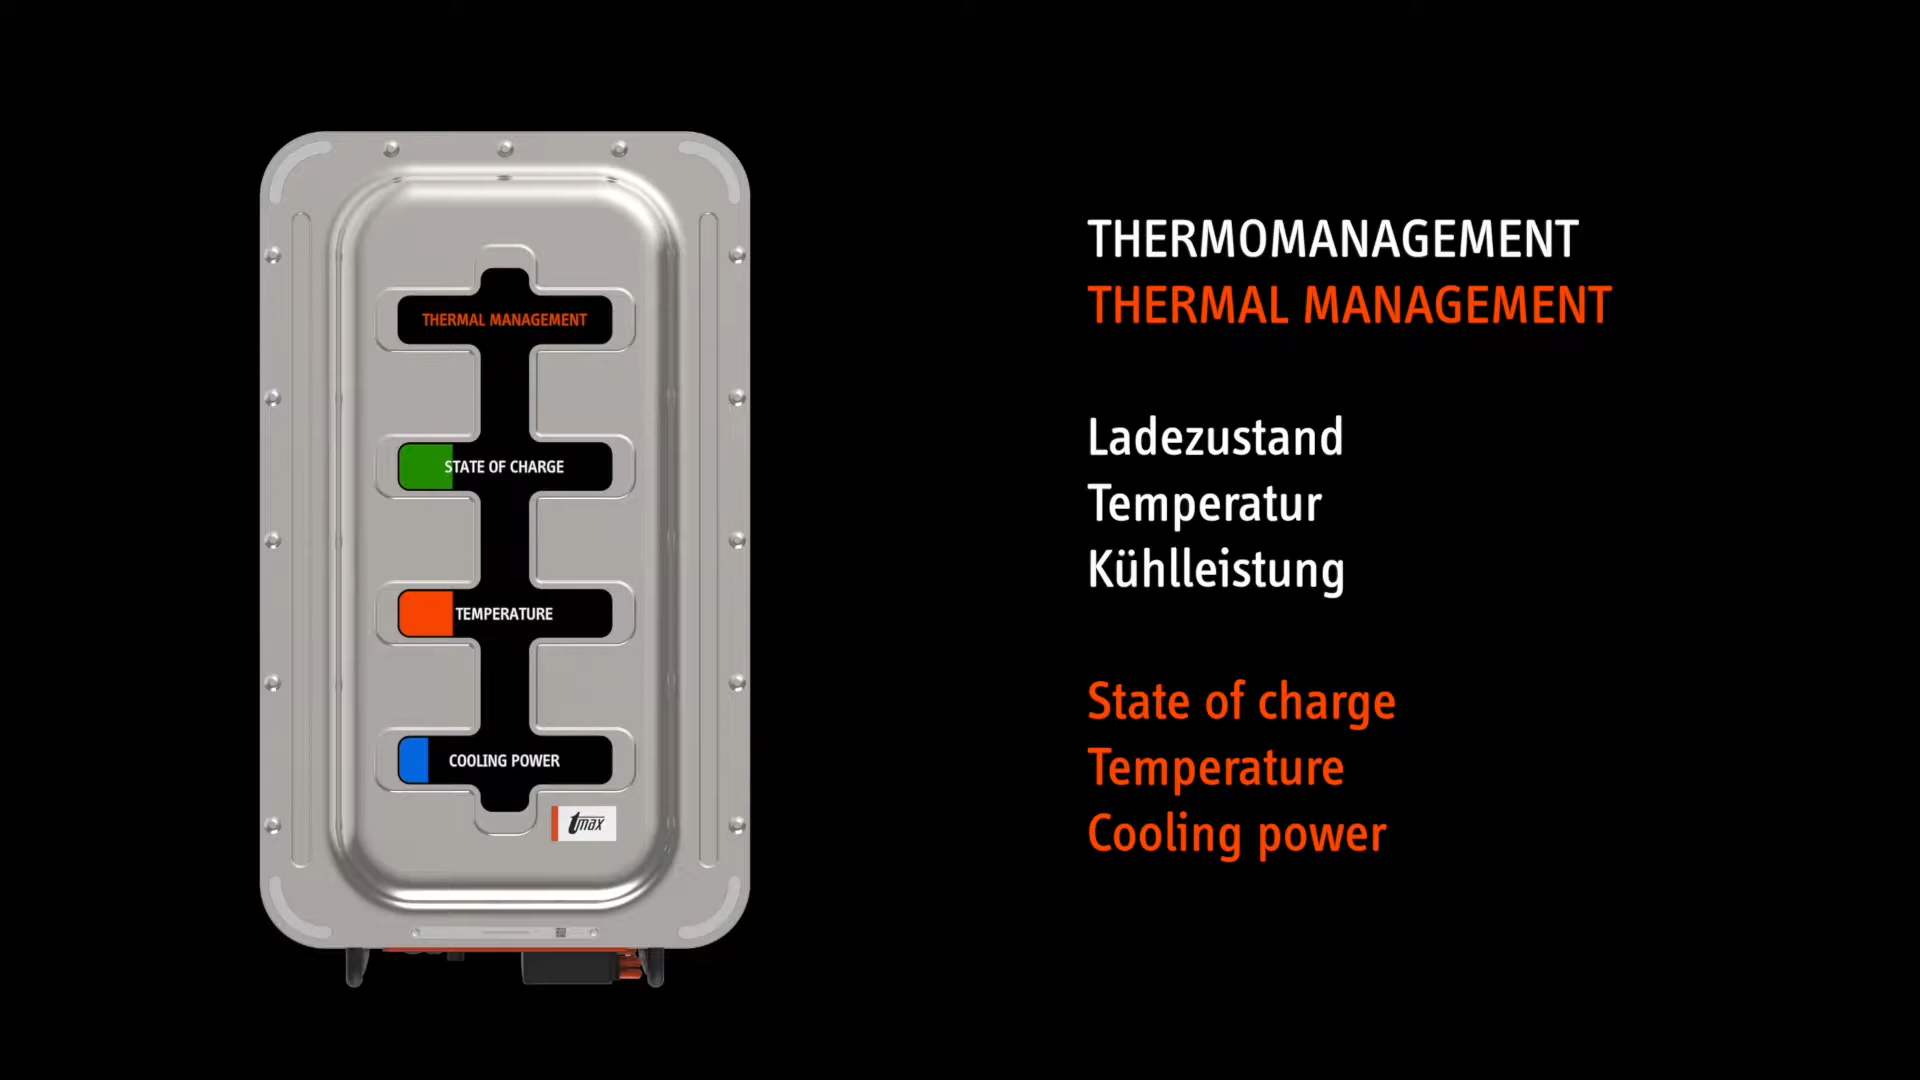 THERMAL MANAGEMENT
STATE OF CHARGE
TEMPERATURE
COOLING POWER
tmax
THERMOMANAGEMENT
THERMAL MANAGEMENT
Ladezustand
Temperatur
Kühlleistung
State of charge
Temperature
Cooling power